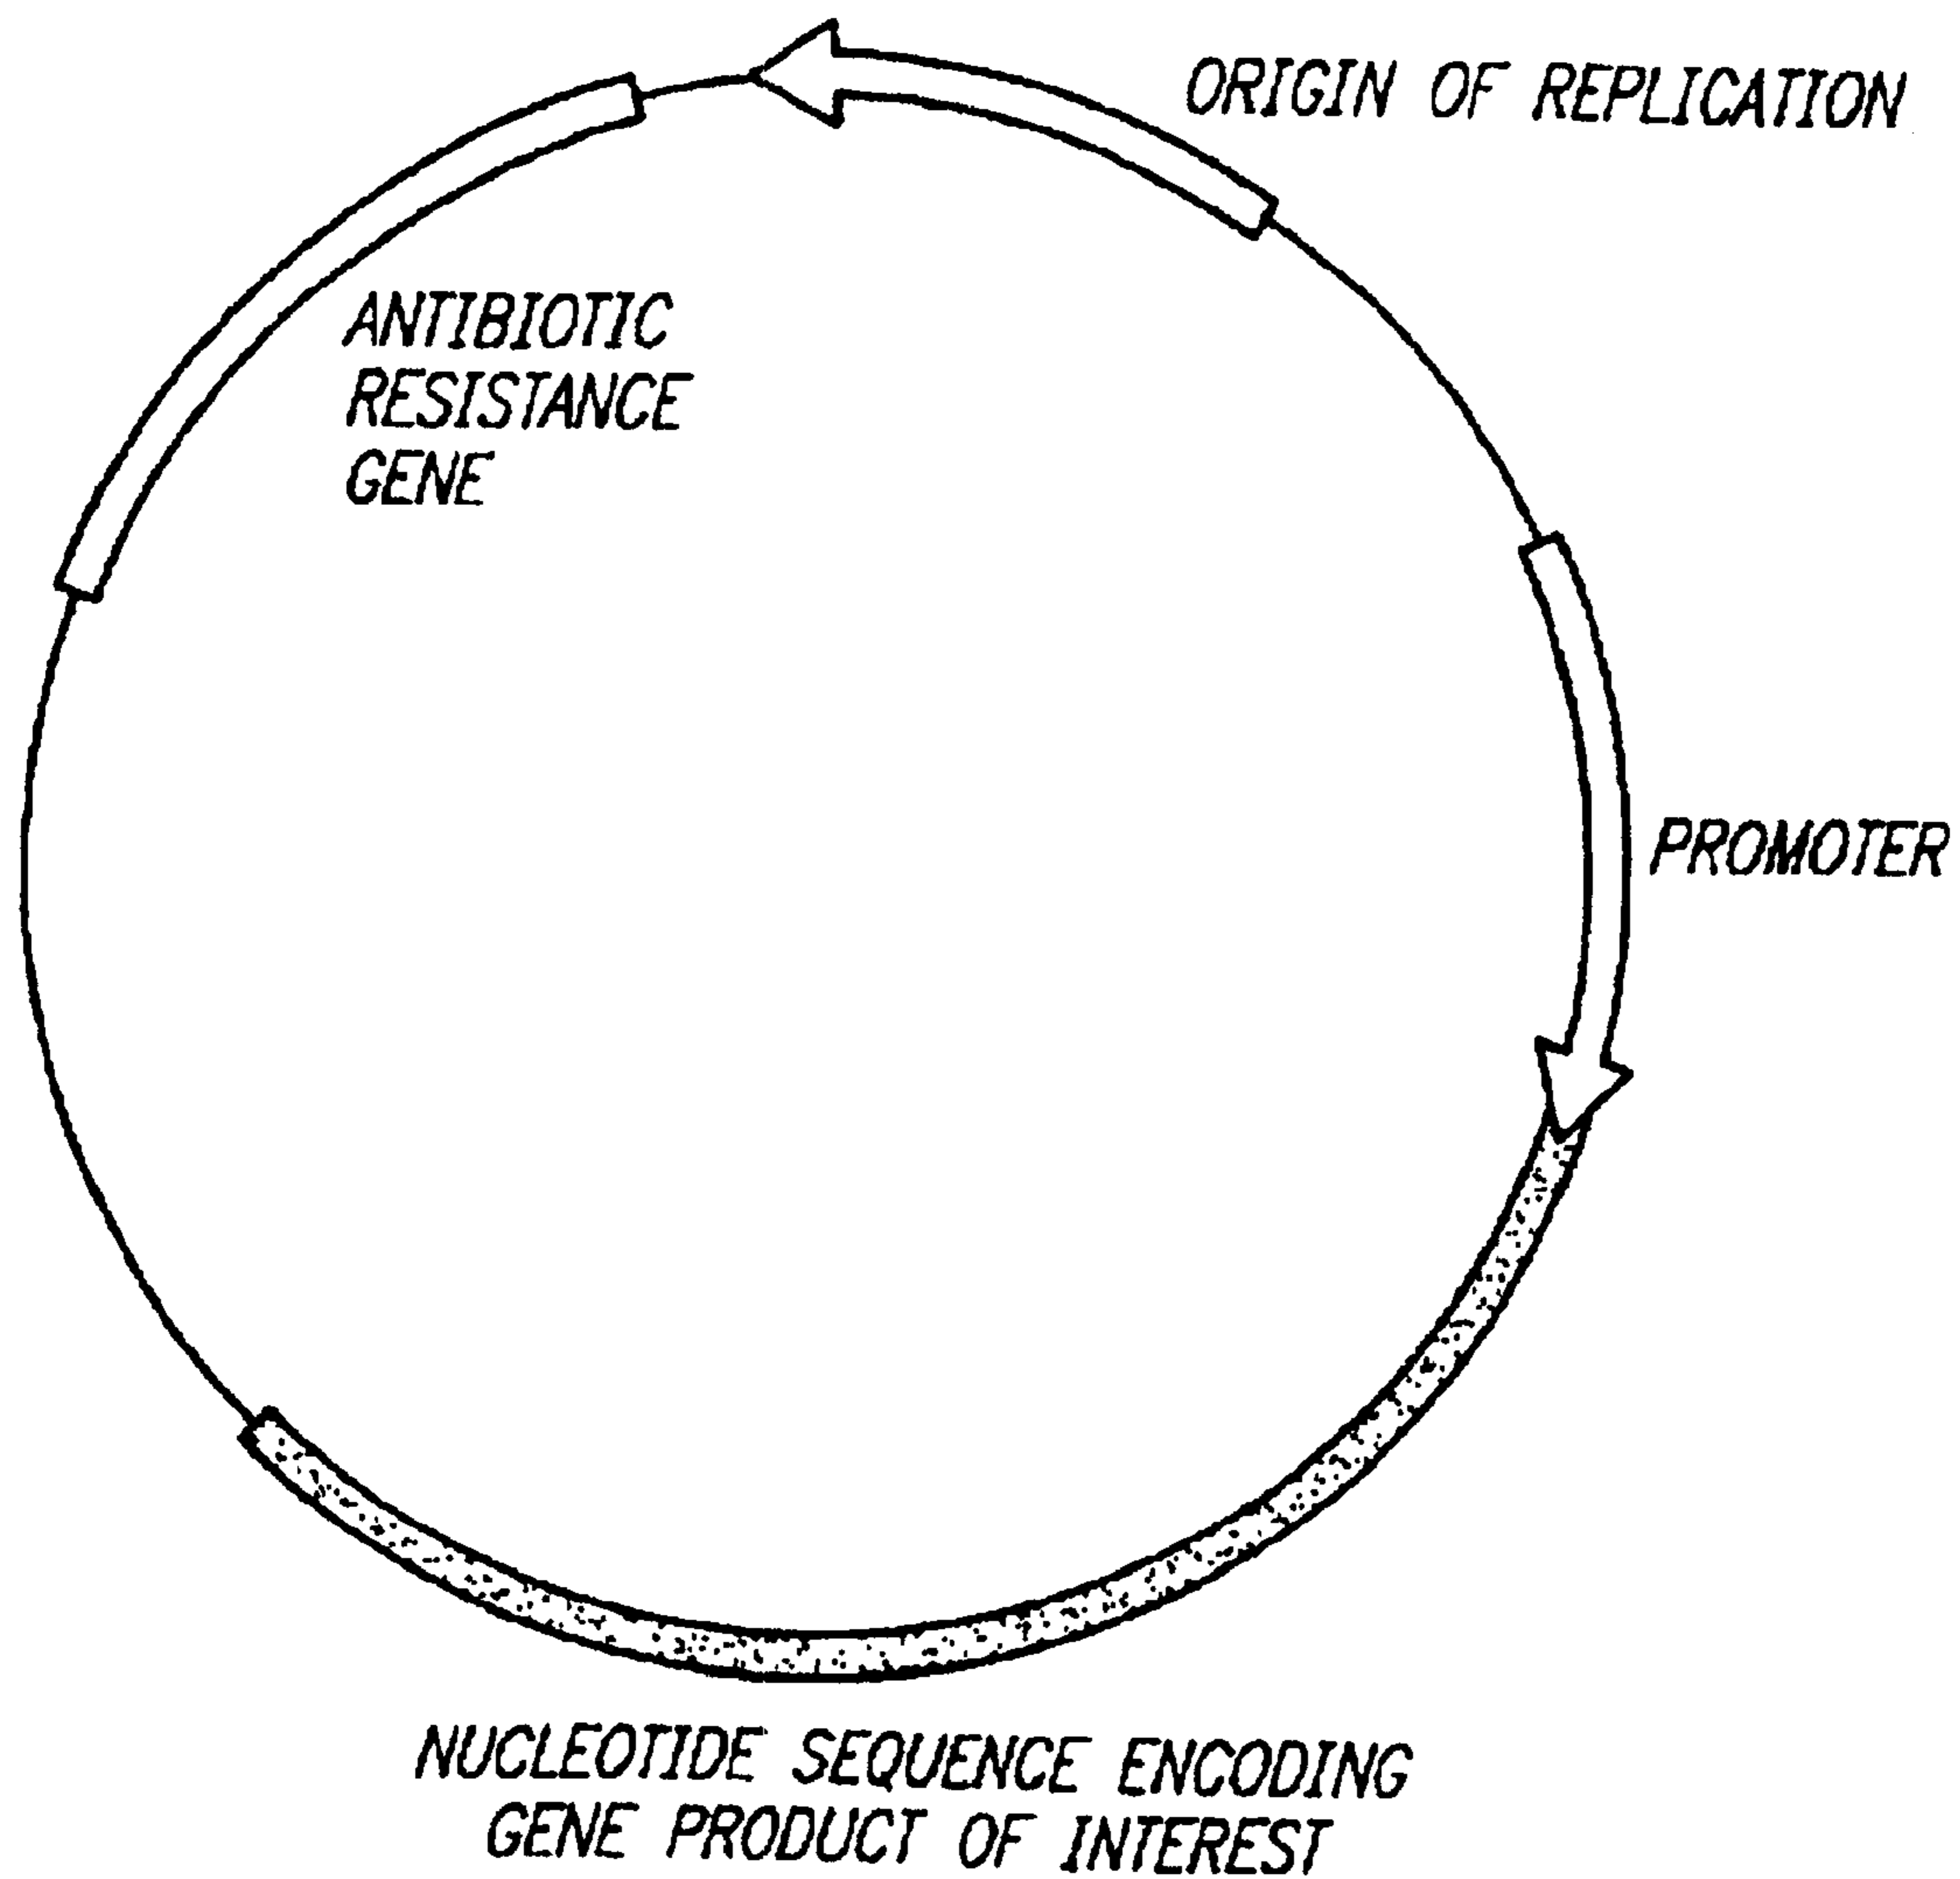 ORIGIN OF REPLICATION
ANTIBIOTIC
RESISTANCE
GENE
PROMOTER
NUCLEOTIDE SEQUENCE ENCODING
GENE PRODUCT OF INTEREST